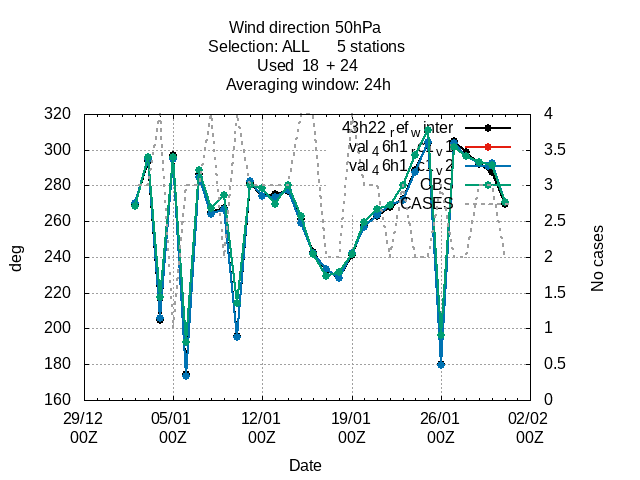 Wind direction 50hPa
Selection: ALL 5 stations
Used 18 + 24
Averaging window: 24h
320 4
43h22refwinter
300 3.5
280 3
OBS
CASES
260 2.5
240 2
220 1.5
200 1
180 0.5
160 0
deg
No cases
29/12 05/01 12/01 19/01 26/01 02/02
00Z 00Z 00Z 00Z 00Z 00Z
Date